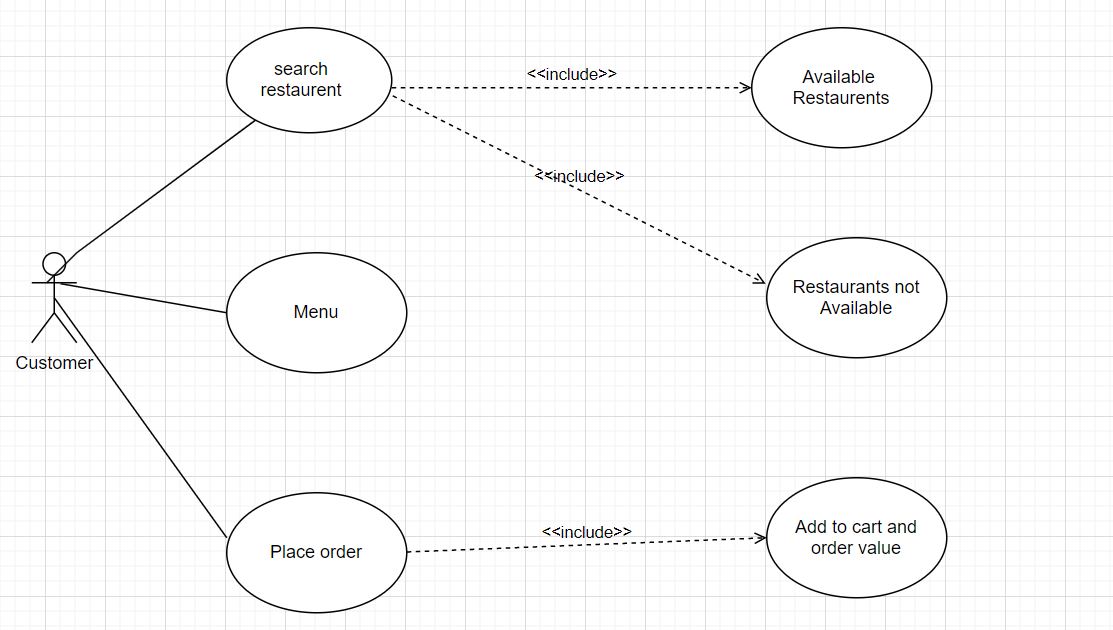 search
restaurent
<<include>>
Available
Restaurents
<<include>>
Restaurants not
Available
Menu
Customer
Place order
<<include>>
Add to cart and
order value